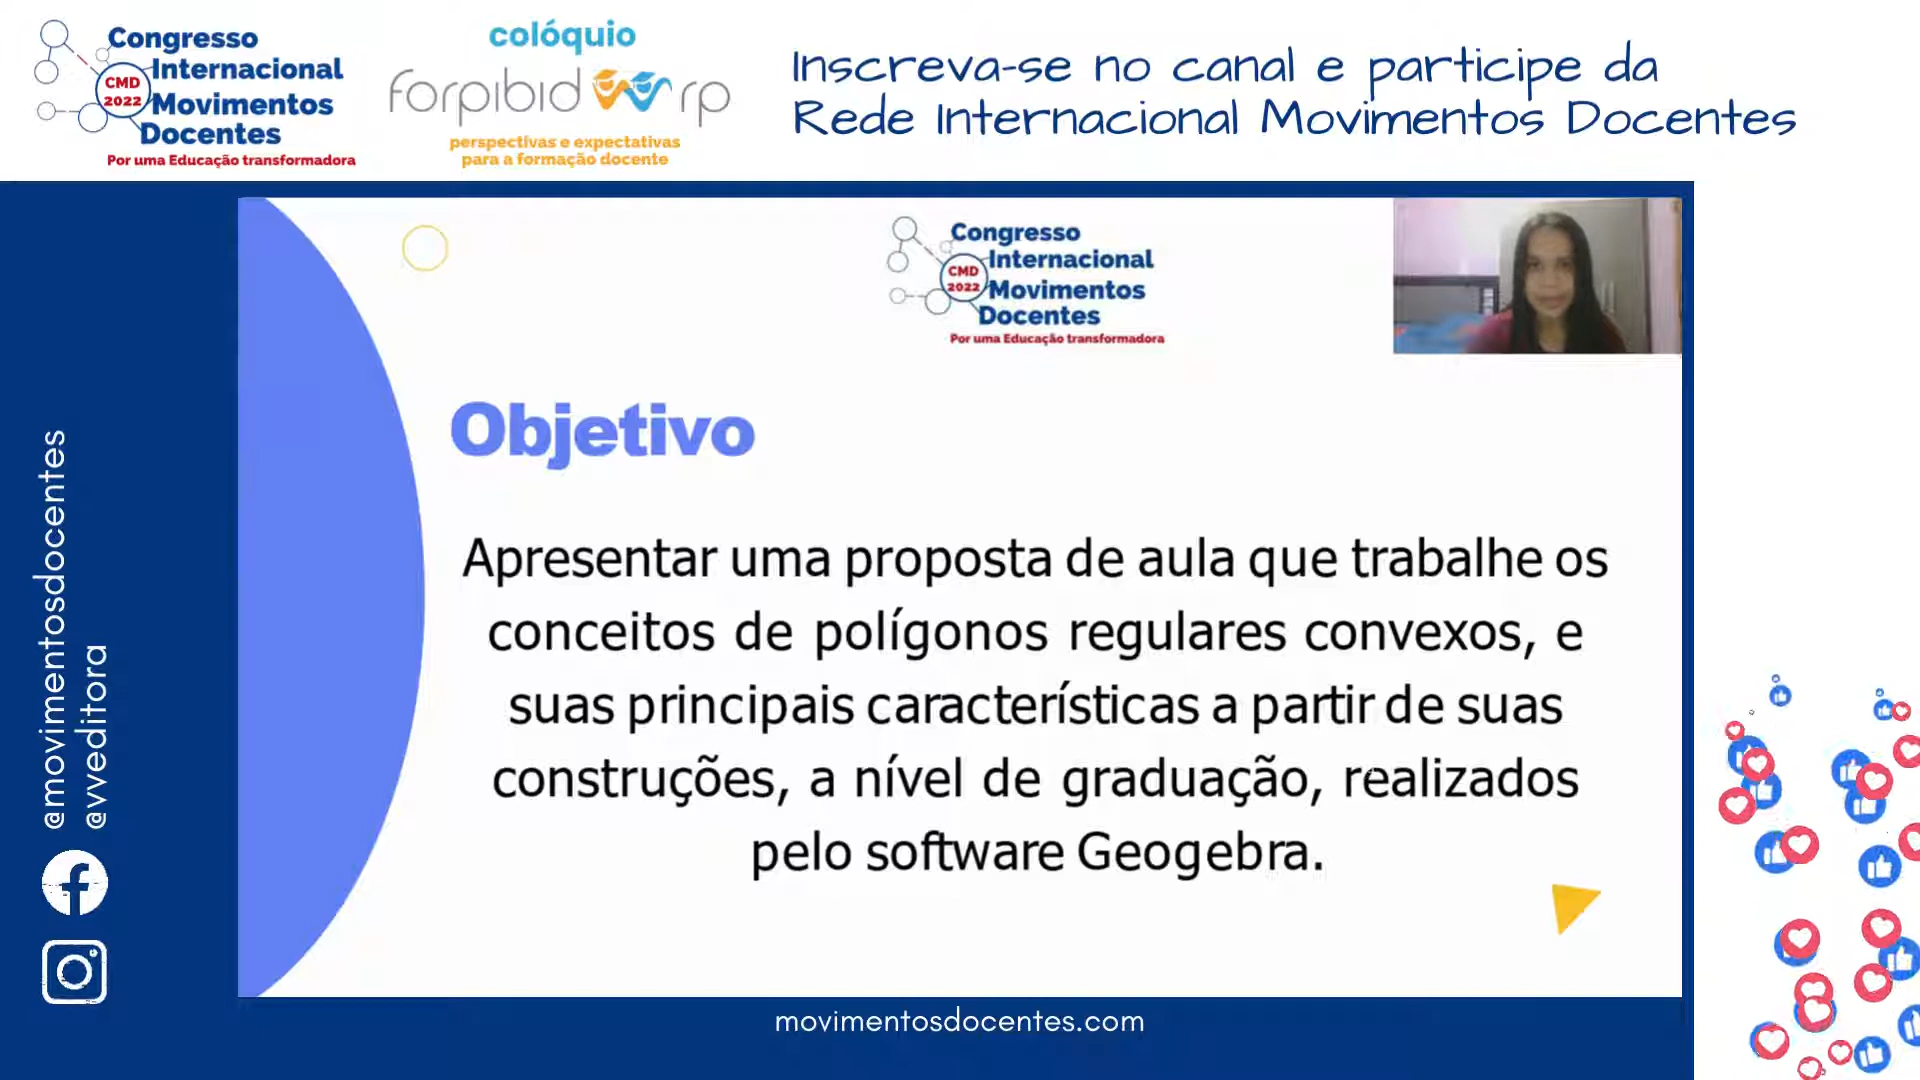 Congresso
Internacional
CMD
2022
Movimentos
Docentes
Por uma Educação transformadora
colóquio
forpibid rp
perspectivas e expectativas
para a formação docente
Inscreva-se no canal e participe da
Rede Internacional Movimentos Docentes
Congresso
Internacional
CMD
2022
Movimentos
Docentes
Por uma Educação transformadora
Objetivo
Apresentar uma proposta de aula que trabalhe os
conceitos de polígonos regulares convexos, e
suas principais características a partir de suas
construções, a nível de graduação, realizados
pelo software Geogebra.
@movimentosdocentes
@vveditora
movimentosdocentes.com